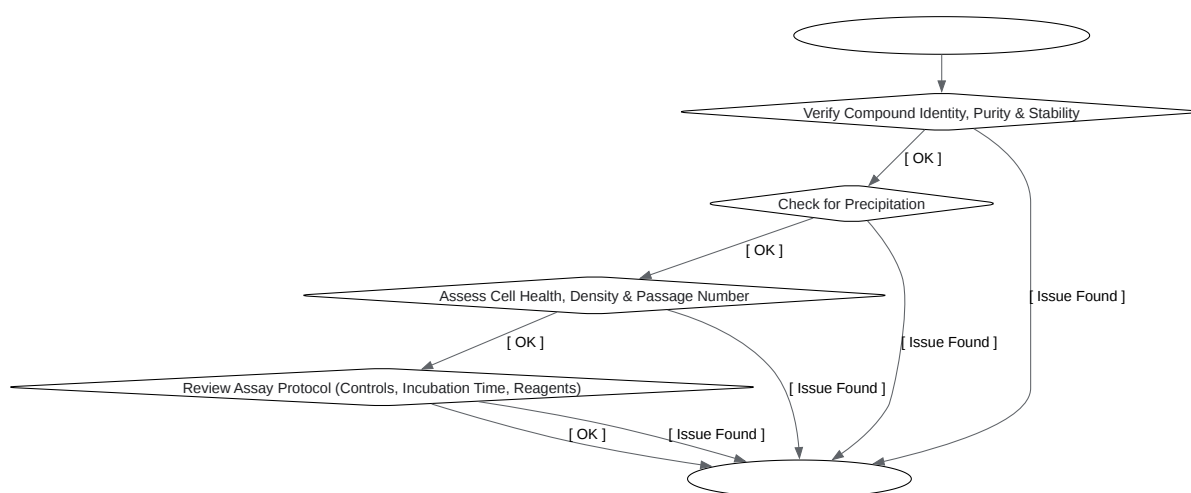 Verify Compound Identity, Purity & Stability
[ OK ]
Check for Precipitation
[ OK ]
Assess Cell Health, Density & Passage Number
[ Issue Found ]
[ OK ]
[ Issue Found ]
Review Assay Protocol (Controls, Incubation Time, Reagents)
[ Issue Found ]
[ OK ]
[ Issue Found ]